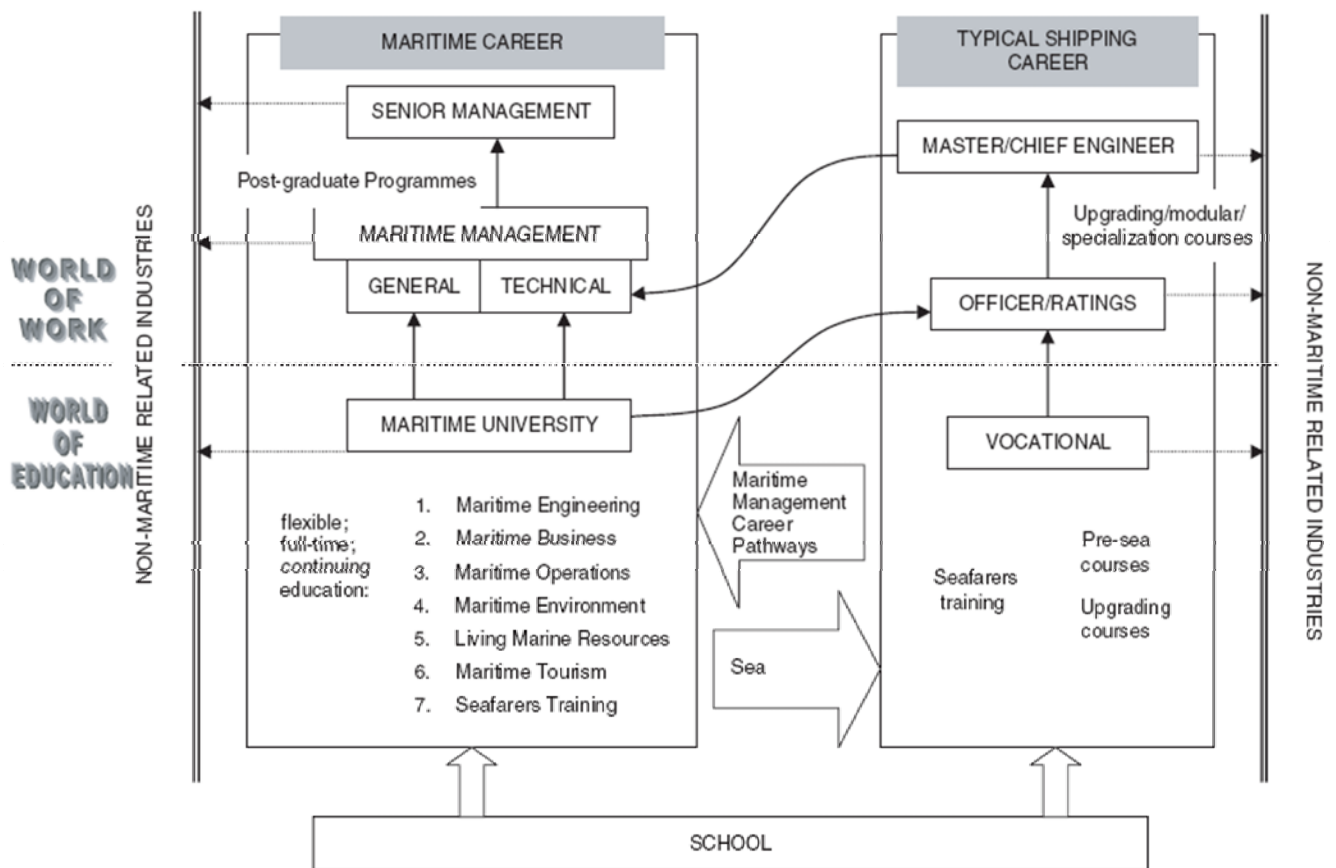 MARITIME CAREER
TYPICAL SHIPPING
CAREER
SENIOR MANAGEMENT
MASTER/CHIEF ENGINEER
Post-graduate Programmes
Upgrading/modular/
specialization courses
MARITIME MANAGEMENT
GENERAL
TECHNICAL
OFFICER/RATINGS
WORLD
OF
WORK
NON-MARITIME RELATED INDUSTRIES
NON-MARITIME RELATED INDUSTRIES
WORLD
OF
EDUCATION
MARITIME UNIVERSITY
VOCATIONAL
flexible;
full-time;
continuing
education:
1. Maritime Engineering
2. Maritime Business
3. Maritime Operations
4. Maritime Environment
5. Living Marine Resources
6. Maritime Tourism
7. Seafarers Training
Maritime
Management
Career
Pathways
Sea
Seafarers
training
Pre-sea
courses
Upgrading
courses
SCHOOL